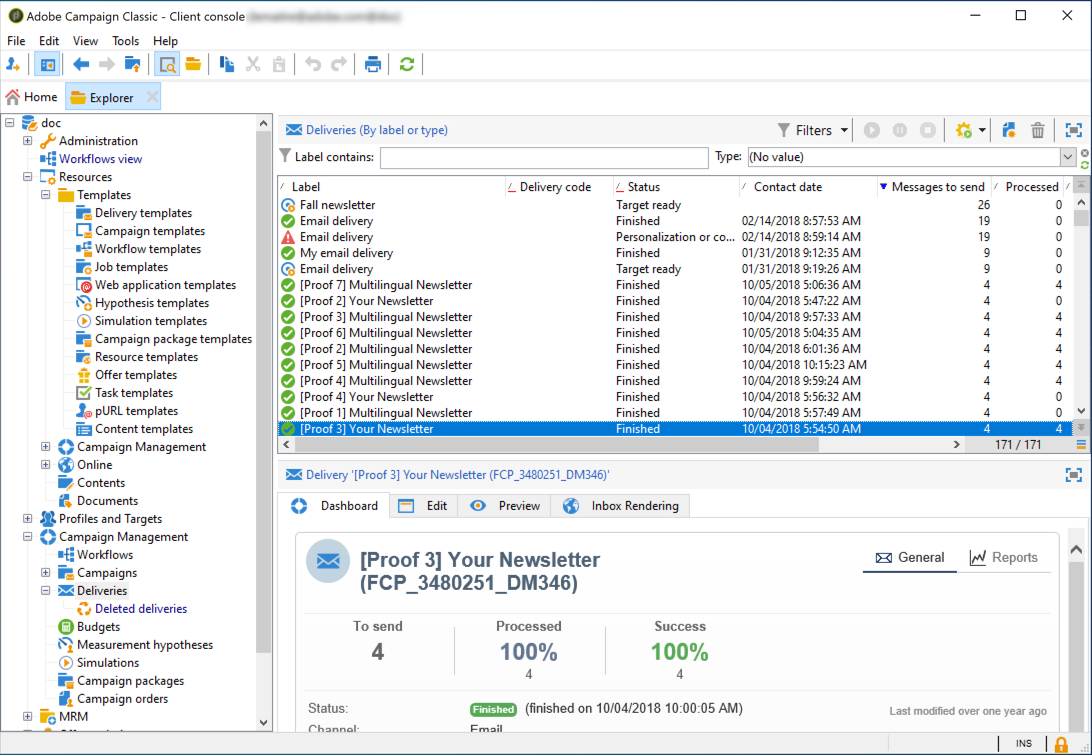 Adobe Campaign Classic - Client console
File Edit View Tools Help
Home Explorer
doc
Administration
Workflows view
Resources
Templates
Delivery templates
Campaign templates
Workflow templates
Job templates
Web application templates
Hypothesis templates
Simulation templates
Campaign package templates
Resource templates
Offer templates
Task templates
pURL templates
Content templates
Campaign Management
Online
Contents
Documents
Profiles and Targets
Campaign Management
Workflows
Campaigns
Deliveries
Deleted deliveries
Budgets
Measurement hypotheses
Simulations
Campaign packages
Campaign orders
MRM
Deliveries (By label or type) Filters
Label contains: Type: (No value)
Label Delivery code Status Contact date Messages to send Processed
Fall newsletter Target ready 26 0
Email delivery Finished 02/14/2018 8:57:53 AM 19 0
Email delivery Personalization or co... 02/14/2018 8:59:14 AM 19 0
My email delivery Finished 01/31/2018 9:12:35 AM 9 0
Email delivery Target ready 01/31/2018 9:19:26 AM 9 0
[Proof 7] Multilingual Newsletter Finished 10/05/2018 5:06:36 AM 4 4
[Proof 2] Your Newsletter Finished 10/04/2018 5:47:22 AM 4 0
[Proof 3] Multilingual Newsletter Finished 10/04/2018 9:57:33 AM 4 4
[Proof 6] Multilingual Newsletter Finished 10/05/2018 5:04:35 AM 4 4
[Proof 2] Multilingual Newsletter Finished 10/04/2018 6:01:36 AM 4 4
[Proof 5] Multilingual Newsletter Finished 10/04/2018 10:15:23 AM 4 4
[Proof 4] Multilingual Newsletter Finished 10/04/2018 9:59:24 AM 4 4
[Proof 4] Your Newsletter Finished 10/04/2018 5:56:32 AM 4 4
[Proof 1] Multilingual Newsletter Finished 10/04/2018 5:57:49 AM 4 4
[Proof 3] Your Newsletter Finished 10/04/2018 5:54:50 AM 4 4
171 / 171
Delivery '[Proof 3] Your Newsletter (FCP_3480251_DM346)'
Dashboard Edit Preview Inbox Rendering
[Proof 3] Your Newsletter
(FCP_3480251_DM346)
General Reports
To send Processed Success
4 100% 100%
4 4
Status: Finished (finished on 10/04/2018 10:00:05 AM)
Last modified over one year ago
Channel: Email
INS